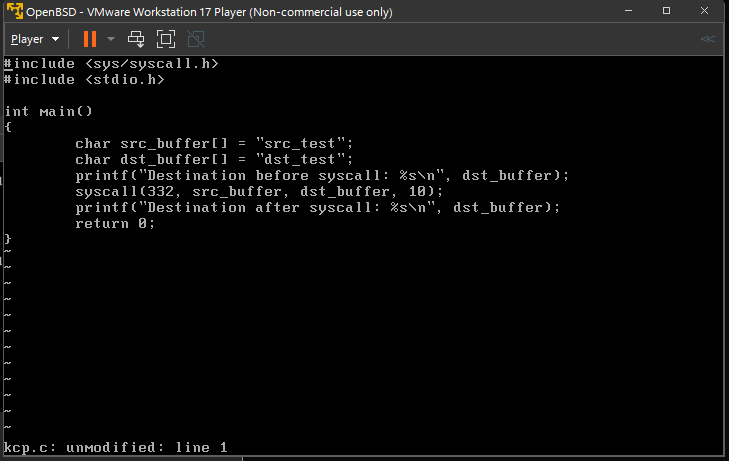 OpenBSD - VMware Workstation 17 Player (Non-commercial use only)
Player
#include <sys/syscall.h>
#include <stdio.h>
int main()
{
        char src_buffer[] = "src_test";
        char dst_buffer[] = "dst_test";
        printf("Destination before syscall: %s\n", dst_buffer);
        syscall(332, src_buffer, dst_buffer, 10);
        printf("Destination after syscall: %s\n", dst_buffer);
        return 0;
}
~
~
~
~
~
~
~
~
~
~
~
~
kcp.c: unmodified: line 1